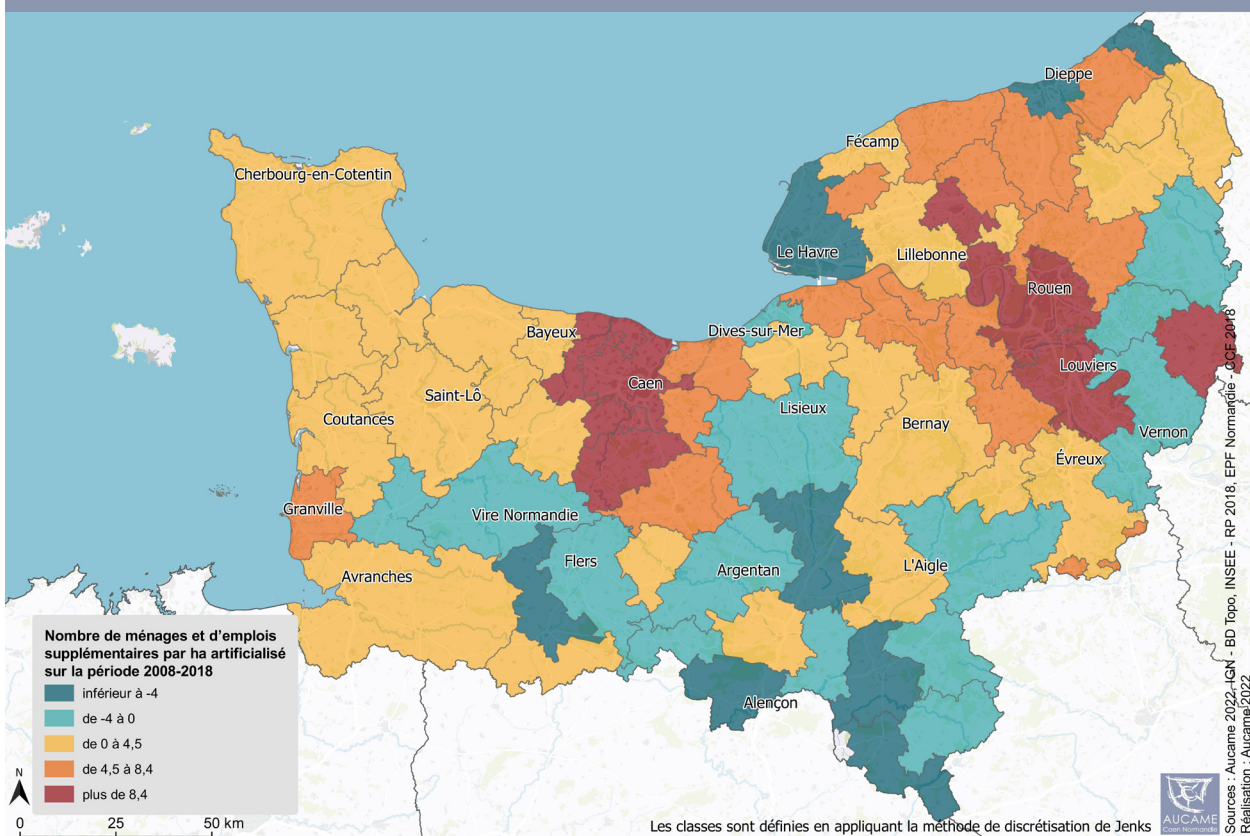 Dieppe
Fécamp
Cherbourg-en-Cotentin
Le Havre
Lillebonne
Rouen
Bayeux
Dives-sur-Mer
Louviers
Caen
Saint-Lô
Lisieux
Coutances
Bernay
Vernon
Évreux
Granville
Vire Normandie
Flers
Argentan
L'Aigle
Avranches
Alençon
Nombre de ménages et d'emplois
supplémentaires par ha artificialisé
sur la période 2008-2018
inférieur à -4
de -4 à 0
de 0 à 4,5
de 4,5 à 8,4
plus de 8,4
N
0 25 50 km
Les classes sont définies en appliquant la méthode de discrétisation de Jenks
AUCAME
Caen Normandie
Sources : Aucame 2022, IGN - BD Topo, INSEE - RP 2018, EPF Normandie - CCF 2018
Réalisation : Aucame 2022